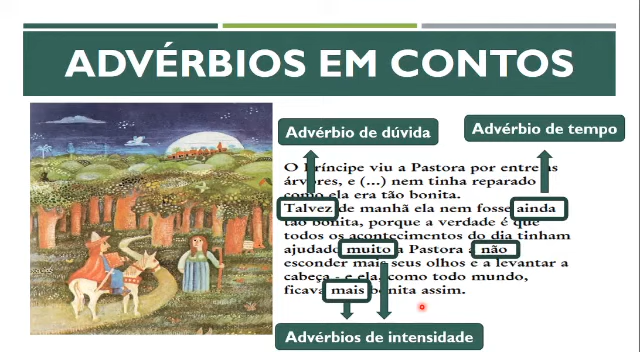 ADVÉRBIOS EM CONTOS
Advérbio de dúvida
Advérbio de tempo
O Príncipe viu a Pastora por entre as
árvores, e (...) nem tinha reparado
como ela era tão bonita.
Talvez de manhã ela nem fosse ainda
tão bonita, porque a verdade é que
todos os acontecimentos do dia tinham
ajudado muito a Pastora a não
esconder mais seus olhos e a levantar a
cabeça - e ela, como todo mundo,
ficava mais bonita assim.
Advérbios de intensidade